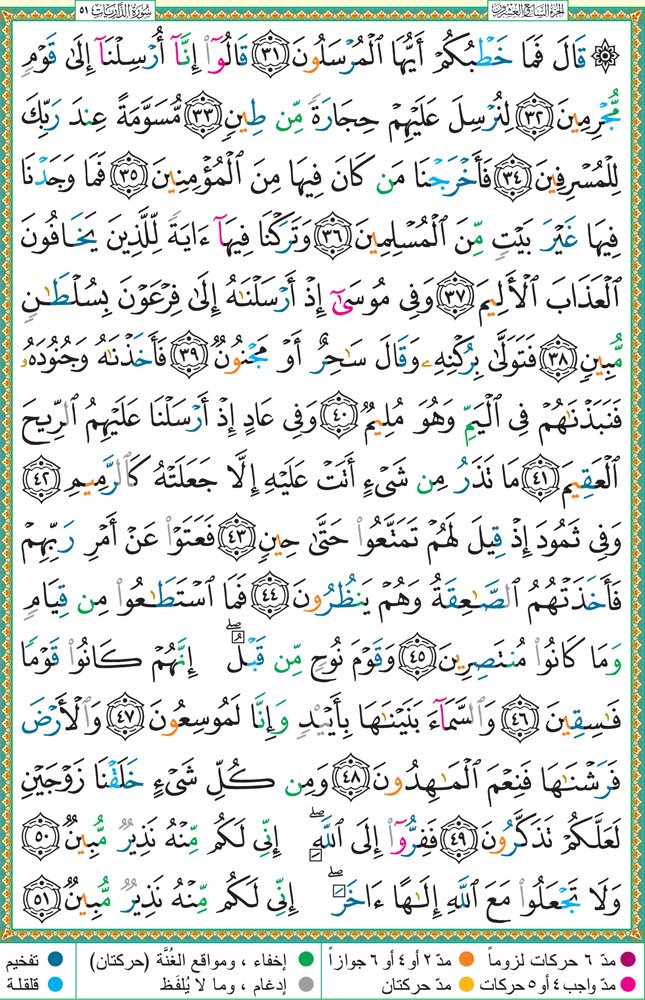 الجزء السابع والعشرون سورة الذاريات ٥١
۞ قَالَ فَمَا خَطْبُكُمْ أَيُّهَا ٱلْمُرْسَلُونَ ٣١ قَالُوٓا۟ إِنَّآ أُرْسِلْنَآ إِلَىٰ قَوْمٍ
مُّجْرِمِينَ ٣٢ لِنُرْسِلَ عَلَيْهِمْ حِجَارَةً مِّن طِينٍ ٣٣ مُّسَوَّمَةً عِندَ رَبِّكَ
لِلْمُسْرِفِينَ ٣٤ فَأَخْرَجْنَا مَن كَانَ فِيهَا مِنَ ٱلْمُؤْمِنِينَ ٣٥ فَمَا وَجَدْنَا
فِيهَا غَيْرَ بَيْتٍ مِّنَ ٱلْمُسْلِمِينَ ٣٦ وَتَرَكْنَا فِيهَآ ءَايَةً لِّلَّذِينَ يَخَافُونَ
ٱلْعَذَابَ ٱلْأَلِيمَ ٣٧ وَفِى مُوسَىٰٓ إِذْ أَرْسَلْنَٰهُ إِلَىٰ فِرْعَوْنَ بِسُلْطَٰنٍ
مُّبِينٍ ٣٨ فَتَوَلَّىٰ بِرُكْنِهِۦ وَقَالَ سَٰحِرٌ أَوْ مَجْنُونٌ ٣٩ فَأَخَذْنَٰهُ وَجُنُودَهُۥ
فَنَبَذْنَٰهُمْ فِى ٱلْيَمِّ وَهُوَ مُلِيمٌ ٤٠ وَفِى عَادٍ إِذْ أَرْسَلْنَا عَلَيْهِمُ ٱلرِّيحَ
ٱلْعَقِيمَ ٤١ مَا تَذَرُ مِن شَىْءٍ أَتَتْ عَلَيْهِ إِلَّا جَعَلَتْهُ كَٱلرَّمِيمِ ٤٢
وَفِى ثَمُودَ إِذْ قِيلَ لَهُمْ تَمَتَّعُوا۟ حَتَّىٰ حِينٍ ٤٣ فَعَتَوْا۟ عَنْ أَمْرِ رَبِّهِمْ
فَأَخَذَتْهُمُ ٱلصَّٰعِقَةُ وَهُمْ يَنظُرُونَ ٤٤ فَمَا ٱسْتَطَٰعُوا۟ مِن قِيَامٍ
وَمَا كَانُوا۟ مُنتَصِرِينَ ٤٥ وَقَوْمَ نُوحٍ مِّن قَبْلُ ۖ إِنَّهُمْ كَانُوا۟ قَوْمًا
فَٰسِقِينَ ٤٦ وَٱلسَّمَآءَ بَنَيْنَٰهَا بِأَيْي۟دٍ وَإِنَّا لَمُوسِعُونَ ٤٧ وَٱلْأَرْضَ
فَرَشْنَٰهَا فَنِعْمَ ٱلْمَٰهِدُونَ ٤٨ وَمِن كُلِّ شَىْءٍ خَلَقْنَا زَوْجَيْنِ
لَعَلَّكُمْ تَذَكَّرُونَ ٤٩ فَفِرُّوٓا۟ إِلَى ٱللَّهِ ۖ إِنِّى لَكُم مِّنْهُ نَذِيرٌ مُّبِينٌ ٥٠
وَلَا تَجْعَلُوا۟ مَعَ ٱللَّهِ إِلَٰهًا ءَاخَرَ ۖ إِنِّى لَكُم مِّنْهُ نَذِيرٌ مُّبِينٌ ٥١
مدّ ٦ حركات لزوماً مدّ ٢ أو ٤ أو ٦ جوازاً إخفاء ، ومواقع الغُنَّة (حركتان) تفخيم
مدّ واجب ٤ أو ٥ حركات مدّ حركتان إدغام ، وما لا يُلفَظ قلقلة